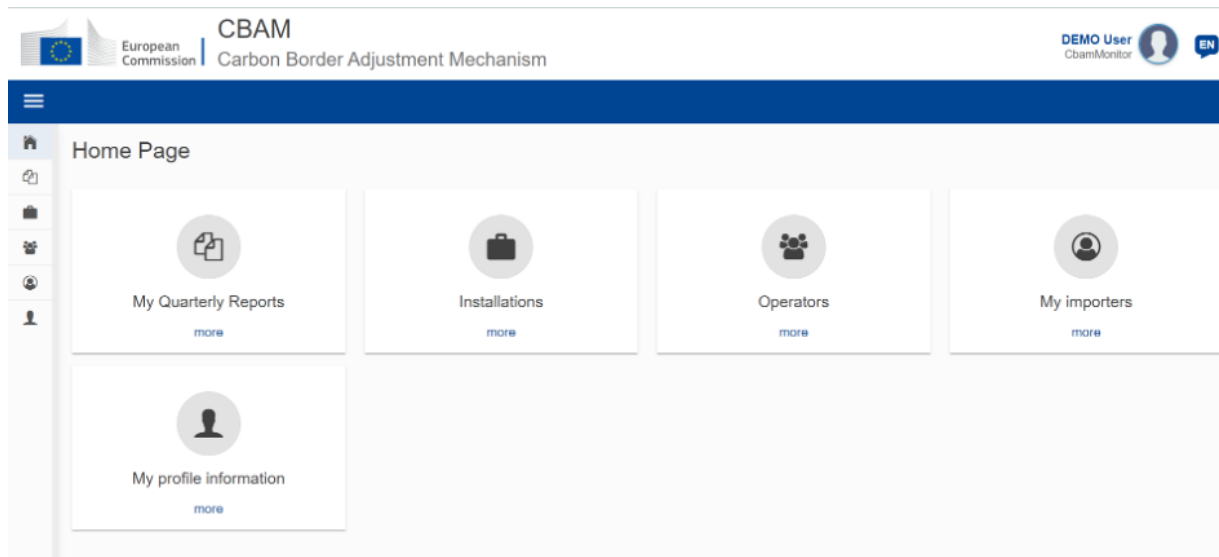 European
Commission
CBAM
Carbon Border Adjustment Mechanism
DEMO User
CbamMonitor
EN
Home Page
My Quarterly Reports
more
Installations
more
Operators
more
My importers
more
My profile information
more